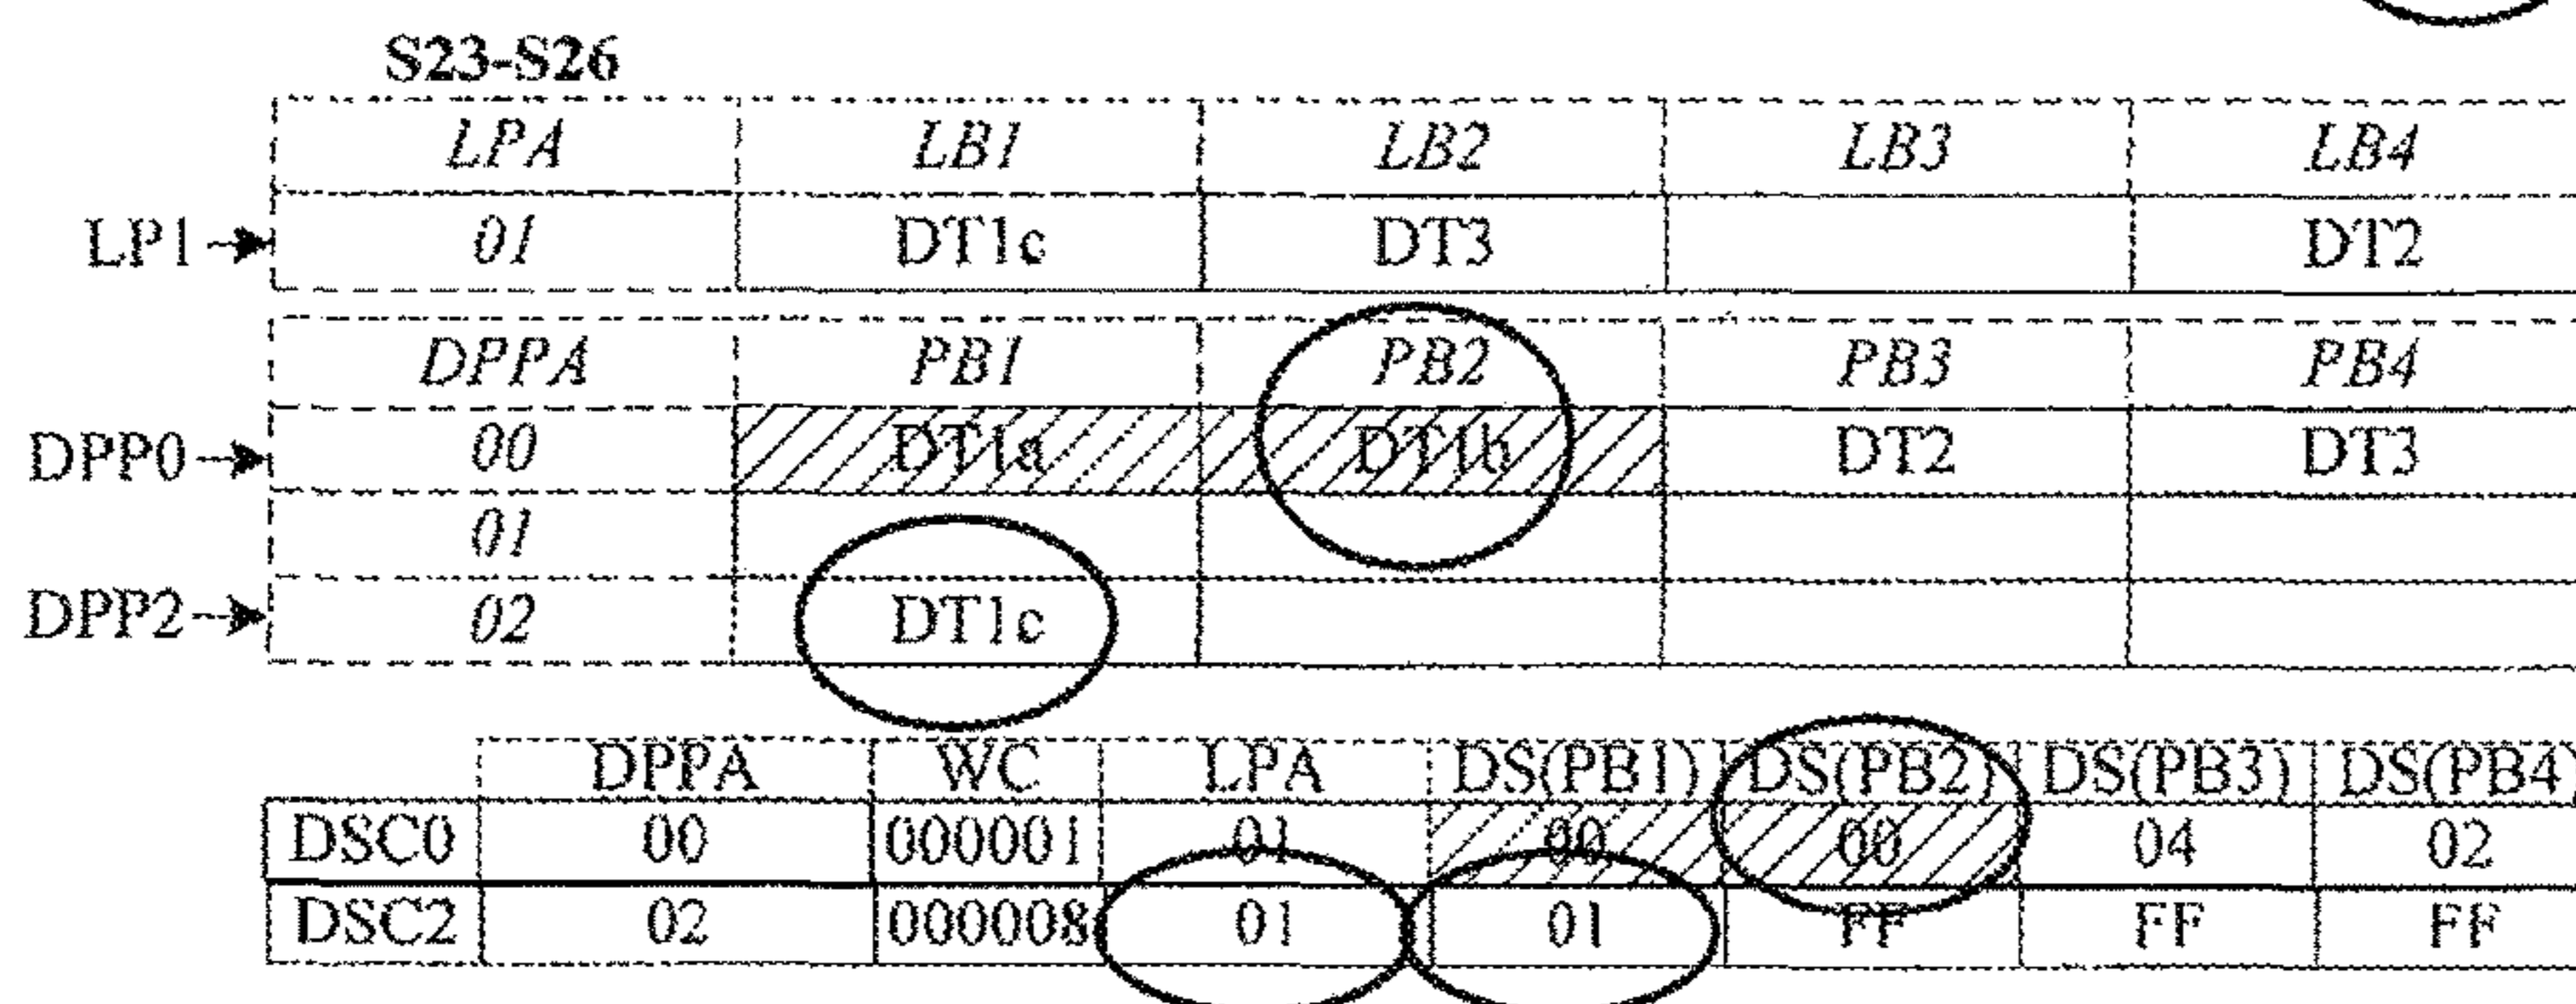 S23-S26
LPA LB1 LB2 LB3 LB4
LP1 01 DT1c DT3 DT2
DPPA PB1 PB2 PB3 PB4
DPP0 00 DT1a DT1b DT2 DT3
01
DPP2 02 DT1c
DPPA WC LPA DS(PB1) DS(PB2) DS(PB3) DS(PB4)
DSC0 00 000001 01 00 00 04 02
DSC2 02 000008 01 01 FF FF FF